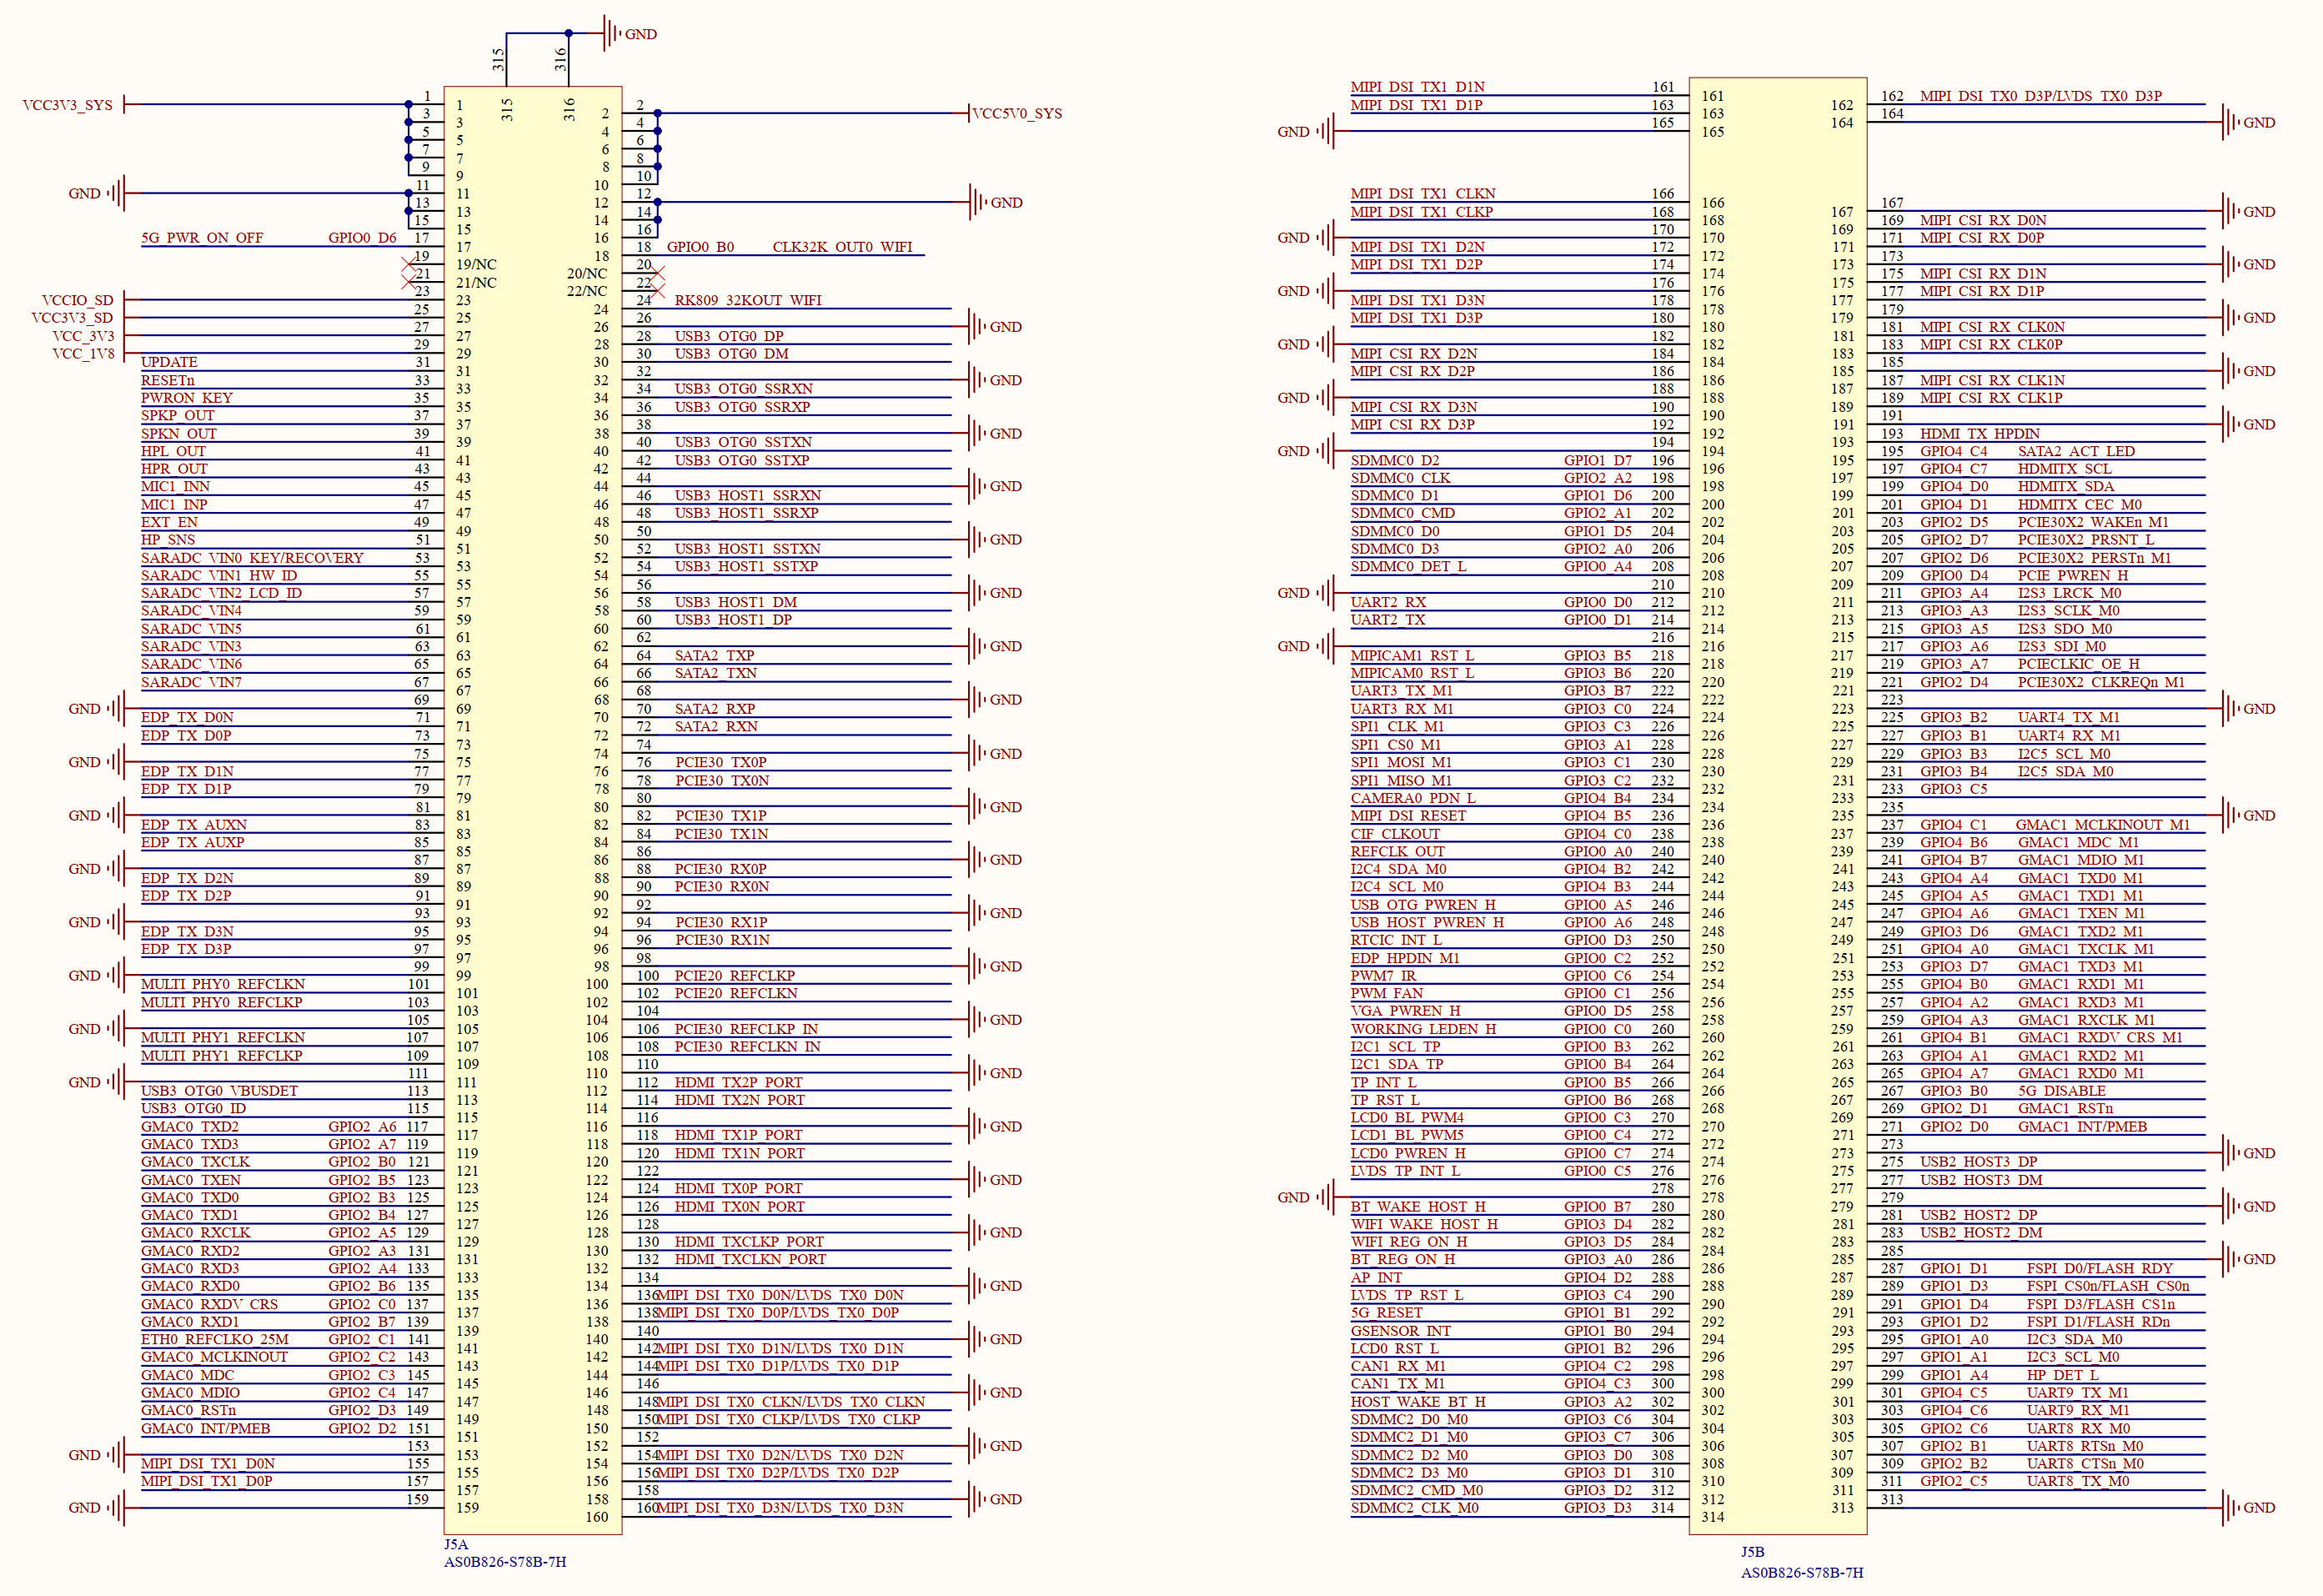 315 316 GND
315 316
VCC3V3_SYS 1 1
3 3
5 5
7 7
9 9
GND 11 11
13 13
15 15
5G_PWR_ON_OFF GPIO0_D6 17 17
19 19/NC
21 21/NC
VCCIO_SD 23 23
VCC3V3_SD 25 25
VCC_3V3 27 27
VCC_1V8 29 29
UPDATE 31 31
RESETn 33 33
PWRON_KEY 35 35
SPKP_OUT 37 37
SPKN_OUT 39 39
HPL_OUT 41 41
HPR_OUT 43 43
MIC1_INN 45 45
MIC1_INP 47 47
EXT_EN 49 49
HP_SNS 51 51
SARADC_VIN0_KEY/RECOVERY 53 53
SARADC_VIN1_HW_ID 55 55
SARADC_VIN2_LCD_ID 57 57
SARADC_VIN4 59 59
SARADC_VIN5 61 61
SARADC_VIN3 63 63
SARADC_VIN6 65 65
SARADC_VIN7 67 67
GND 69 69
EDP_TX_D0N 71 71
EDP_TX_D0P 73 73
GND 75 75
EDP_TX_D1N 77 77
EDP_TX_D1P 79 79
GND 81 81
EDP_TX_AUXN 83 83
EDP_TX_AUXP 85 85
GND 87 87
EDP_TX_D2N 89 89
EDP_TX_D2P 91 91
GND 93 93
EDP_TX_D3N 95 95
EDP_TX_D3P 97 97
GND 99 99
MULTI_PHY0_REFCLKN 101 101
MULTI_PHY0_REFCLKP 103 103
GND 105 105
MULTI_PHY1_REFCLKN 107 107
MULTI_PHY1_REFCLKP 109 109
GND 111 111
USB3_OTG0_VBUSDET 113 113
USB3_OTG0_ID 115 115
GMAC0_TXD2 GPIO2_A6 117 117
GMAC0_TXD3 GPIO2_A7 119 119
GMAC0_TXCLK GPIO2_B0 121 121
GMAC0_TXEN GPIO2_B5 123 123
GMAC0_TXD0 GPIO2_B3 125 125
GMAC0_TXD1 GPIO2_B4 127 127
GMAC0_RXCLK GPIO2_A5 129 129
GMAC0_RXD2 GPIO2_A3 131 131
GMAC0_RXD3 GPIO2_A4 133 133
GMAC0_RXD0 GPIO2_B6 135 135
GMAC0_RXDV_CRS GPIO2_C0 137 137
GMAC0_RXD1 GPIO2_B7 139 139
ETH0_REFCLKO_25M GPIO2_C1 141 141
GMAC0_MCLKINOUT GPIO2_C2 143 143
GMAC0_MDC GPIO2_C3 145 145
GMAC0_MDIO GPIO2_C4 147 147
GMAC0_RSTn GPIO2_D3 149 149
GMAC0_INT/PMEB GPIO2_D2 151 151
GND 153 153
MIPI_DSI_TX1_D0N 155 155
MIPI_DSI_TX1_D0P 157 157
GND 159 159
2 2 VCC5V0_SYS
4 4
6 6
8 8
10 10
12 12 GND
14 14
16 16
18 18 GPIO0_B0 CLK32K_OUT0_WIFI
20/NC 20
22/NC 22
24 24 RK809_32KOUT_WIFI
26 26 GND
28 28 USB3_OTG0_DP
30 30 USB3_OTG0_DM
32 32 GND
34 34 USB3_OTG0_SSRXN
36 36 USB3_OTG0_SSRXP
38 38 GND
40 40 USB3_OTG0_SSTXN
42 42 USB3_OTG0_SSTXP
44 44 GND
46 46 USB3_HOST1_SSRXN
48 48 USB3_HOST1_SSRXP
50 50 GND
52 52 USB3_HOST1_SSTXN
54 54 USB3_HOST1_SSTXP
56 56 GND
58 58 USB3_HOST1_DM
60 60 USB3_HOST1_DP
62 62 GND
64 64 SATA2_TXP
66 66 SATA2_TXN
68 68 GND
70 70 SATA2_RXP
72 72 SATA2_RXN
74 74 GND
76 76 PCIE30_TX0P
78 78 PCIE30_TX0N
80 80 GND
82 82 PCIE30_TX1P
84 84 PCIE30_TX1N
86 86 GND
88 88 PCIE30_RX0P
90 90 PCIE30_RX0N
92 92 GND
94 94 PCIE30_RX1P
96 96 PCIE30_RX1N
98 98 GND
100 100 PCIE20_REFCLKP
102 102 PCIE20_REFCLKN
104 104 GND
106 106 PCIE30_REFCLKP_IN
108 108 PCIE30_REFCLKN_IN
110 110 GND
112 112 HDMI_TX2P_PORT
114 114 HDMI_TX2N_PORT
116 116 GND
118 118 HDMI_TX1P_PORT
120 120 HDMI_TX1N_PORT
122 122 GND
124 124 HDMI_TX0P_PORT
126 126 HDMI_TX0N_PORT
128 128 GND
130 130 HDMI_TXCLKP_PORT
132 132 HDMI_TXCLKN_PORT
134 134 GND
136 136 MIPI_DSI_TX0_D0N/LVDS_TX0_D0N
138 138 MIPI_DSI_TX0_D0P/LVDS_TX0_D0P
140 140 GND
142 142 MIPI_DSI_TX0_D1N/LVDS_TX0_D1N
144 144 MIPI_DSI_TX0_D1P/LVDS_TX0_D1P
146 146 GND
148 148 MIPI_DSI_TX0_CLKN/LVDS_TX0_CLKN
150 150 MIPI_DSI_TX0_CLKP/LVDS_TX0_CLKP
152 152 GND
154 154 MIPI_DSI_TX0_D2N/LVDS_TX0_D2N
156 156 MIPI_DSI_TX0_D2P/LVDS_TX0_D2P
158 158 GND
160 160 MIPI_DSI_TX0_D3N/LVDS_TX0_D3N
J5A
AS0B826-S78B-7H
MIPI_DSI_TX1_D1N 161 161
MIPI_DSI_TX1_D1P 163 163
GND 165 165
MIPI_DSI_TX1_CLKN 166 166
MIPI_DSI_TX1_CLKP 168 168
GND 170 170
MIPI_DSI_TX1_D2N 172 172
MIPI_DSI_TX1_D2P 174 174
GND 176 176
MIPI_DSI_TX1_D3N 178 178
MIPI_DSI_TX1_D3P 180 180
GND 182 182
MIPI_CSI_RX_D2N 184 184
MIPI_CSI_RX_D2P 186 186
GND 188 188
MIPI_CSI_RX_D3N 190 190
MIPI_CSI_RX_D3P 192 192
GND 194 194
SDMMC0_D2 GPIO1_D7 196 196
SDMMC0_CLK GPIO2_A2 198 198
SDMMC0_D1 GPIO1_D6 200 200
SDMMC0_CMD GPIO2_A1 202 202
SDMMC0_D0 GPIO1_D5 204 204
SDMMC0_D3 GPIO2_A0 206 206
SDMMC0_DET_L GPIO0_A4 208 208
GND 210 210
UART2_RX GPIO0_D0 212 212
UART2_TX GPIO0_D1 214 214
GND 216 216
MIPICAM1_RST_L GPIO3_B5 218 218
MIPICAM0_RST_L GPIO3_B6 220 220
UART3_TX_M1 GPIO3_B7 222 222
UART3_RX_M1 GPIO3_C0 224 224
SPI1_CLK_M1 GPIO3_C3 226 226
SPI1_CS0_M1 GPIO3_A1 228 228
SPI1_MOSI_M1 GPIO3_C1 230 230
SPI1_MISO_M1 GPIO3_C2 232 232
CAMERA0_PDN_L GPIO4_B4 234 234
MIPI_DSI_RESET GPIO4_B5 236 236
CIF_CLKOUT GPIO4_C0 238 238
REFCLK_OUT GPIO0_A0 240 240
I2C4_SDA_M0 GPIO4_B2 242 242
I2C4_SCL_M0 GPIO4_B3 244 244
USB_OTG_PWREN_H GPIO0_A5 246 246
USB_HOST_PWREN_H GPIO0_A6 248 248
RTCIC_INT_L GPIO0_D3 250 250
EDP_HPDIN_M1 GPIO0_C2 252 252
PWM7_IR GPIO0_C6 254 254
PWM_FAN GPIO0_C1 256 256
VGA_PWREN_H GPIO0_D5 258 258
WORKING_LEDEN_H GPIO0_C0 260 260
I2C1_SCL_TP GPIO0_B3 262 262
I2C1_SDA_TP GPIO0_B4 264 264
TP_INT_L GPIO0_B5 266 266
TP_RST_L GPIO0_B6 268 268
LCD0_BL_PWM4 GPIO0_C3 270 270
LCD1_BL_PWM5 GPIO0_C4 272 272
LCD0_PWREN_H GPIO0_C7 274 274
LVDS_TP_INT_L GPIO0_C5 276 276
GND 278 278
BT_WAKE_HOST_H GPIO0_B7 280 280
WIFI_WAKE_HOST_H GPIO3_D4 282 282
WIFI_REG_ON_H GPIO3_D5 284 284
BT_REG_ON_H GPIO3_A0 286 286
AP_INT GPIO4_D2 288 288
LVDS_TP_RST_L GPIO3_C4 290 290
5G_RESET GPIO1_B1 292 292
GSENSOR_INT GPIO1_B0 294 294
LCD0_RST_L GPIO1_B2 296 296
CAN1_RX_M1 GPIO4_C2 298 298
CAN1_TX_M1 GPIO4_C3 300 300
HOST_WAKE_BT_H GPIO3_A2 302 302
SDMMC2_D0_M0 GPIO3_C6 304 304
SDMMC2_D1_M0 GPIO3_C7 306 306
SDMMC2_D2_M0 GPIO3_D0 308 308
SDMMC2_D3_M0 GPIO3_D1 310 310
SDMMC2_CMD_M0 GPIO3_D2 312 312
SDMMC2_CLK_M0 GPIO3_D3 314 314
162 162 MIPI_DSI_TX0_D3P/LVDS_TX0_D3P
164 164 GND
167 167 GND
169 169 MIPI_CSI_RX_D0N
171 171 MIPI_CSI_RX_D0P
173 173 GND
175 175 MIPI_CSI_RX_D1N
177 177 MIPI_CSI_RX_D1P
179 179 GND
181 181 MIPI_CSI_RX_CLK0N
183 183 MIPI_CSI_RX_CLK0P
185 185 GND
187 187 MIPI_CSI_RX_CLK1N
189 189 MIPI_CSI_RX_CLK1P
191 191 GND
193 193 HDMI_TX_HPDIN
195 195 GPIO4_C4 SATA2_ACT_LED
197 197 GPIO4_C7 HDMITX_SCL
199 199 GPIO4_D0 HDMITX_SDA
201 201 GPIO4_D1 HDMITX_CEC_M0
203 203 GPIO2_D5 PCIE30X2_WAKEn_M1
205 205 GPIO2_D7 PCIE30X2_PRSNT_L
207 207 GPIO2_D6 PCIE30X2_PERSTn_M1
209 209 GPIO0_D4 PCIE_PWREN_H
211 211 GPIO3_A4 I2S3_LRCK_M0
213 213 GPIO3_A3 I2S3_SCLK_M0
215 215 GPIO3_A5 I2S3_SDO_M0
217 217 GPIO3_A6 I2S3_SDI_M0
219 219 GPIO3_A7 PCIECLKIC_OE_H
221 221 GPIO2_D4 PCIE30X2_CLKREQn_M1
223 223 GND
225 225 GPIO3_B2 UART4_TX_M1
227 227 GPIO3_B1 UART4_RX_M1
229 229 GPIO3_B3 I2C5_SCL_M0
231 231 GPIO3_B4 I2C5_SDA_M0
233 233 GPIO3_C5
235 235 GND
237 237 GPIO4_C1 GMAC1_MCLKINOUT_M1
239 239 GPIO4_B6 GMAC1_MDC_M1
241 241 GPIO4_B7 GMAC1_MDIO_M1
243 243 GPIO4_A4 GMAC1_TXD0_M1
245 245 GPIO4_A5 GMAC1_TXD1_M1
247 247 GPIO4_A6 GMAC1_TXEN_M1
249 249 GPIO3_D6 GMAC1_TXD2_M1
251 251 GPIO4_A0 GMAC1_TXCLK_M1
253 253 GPIO3_D7 GMAC1_TXD3_M1
255 255 GPIO4_B0 GMAC1_RXD1_M1
257 257 GPIO4_A2 GMAC1_RXD3_M1
259 259 GPIO4_A3 GMAC1_RXCLK_M1
261 261 GPIO4_B1 GMAC1_RXDV_CRS_M1
263 263 GPIO4_A1 GMAC1_RXD2_M1
265 265 GPIO4_A7 GMAC1_RXD0_M1
267 267 GPIO3_B0 5G_DISABLE
269 269 GPIO2_D1 GMAC1_RSTn
271 271 GPIO2_D0 GMAC1_INT/PMEB
273 273 GND
275 275 USB2_HOST3_DP
277 277 USB2_HOST3_DM
279 279 GND
281 281 USB2_HOST2_DP
283 283 USB2_HOST2_DM
285 285 GND
287 287 GPIO1_D1 FSPI_D0/FLASH_RDY
289 289 GPIO1_D3 FSPI_CS0n/FLASH_CS0n
291 291 GPIO1_D4 FSPI_D3/FLASH_CS1n
293 293 GPIO1_D2 FSPI_D1/FLASH_RDn
295 295 GPIO1_A0 I2C3_SDA_M0
297 297 GPIO1_A1 I2C3_SCL_M0
299 299 GPIO1_A4 HP_DET_L
301 301 GPIO4_C5 UART9_TX_M1
303 303 GPIO4_C6 UART9_RX_M1
305 305 GPIO2_C6 UART8_RX_M0
307 307 GPIO2_B1 UART8_RTSn_M0
309 309 GPIO2_B2 UART8_CTSn_M0
311 311 GPIO2_C5 UART8_TX_M0
313 313 GND
J5B
AS0B826-S78B-7H